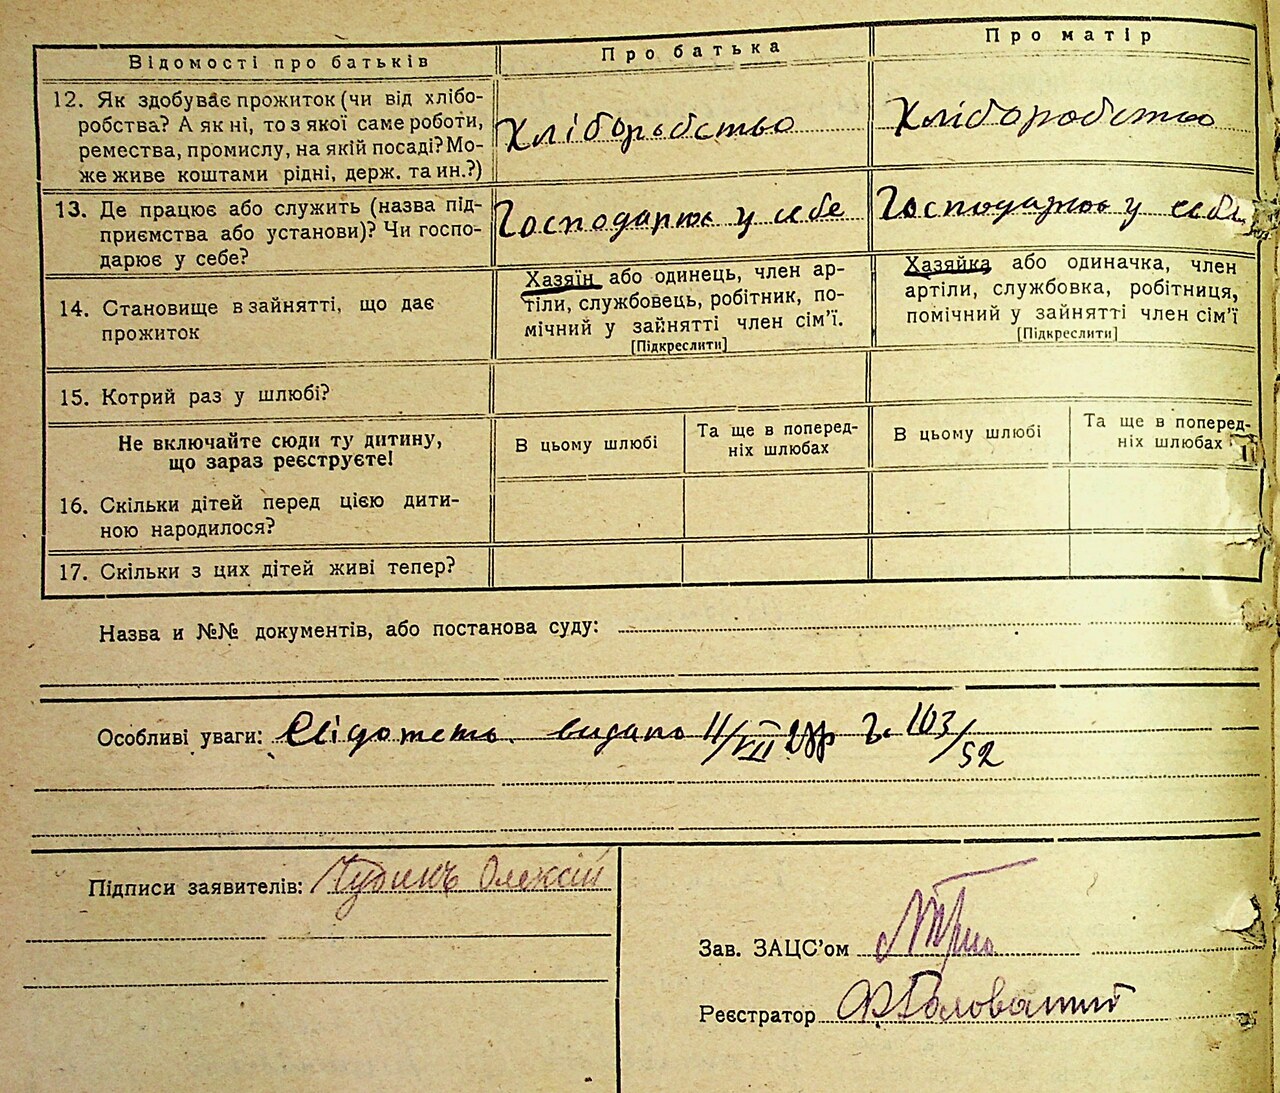 Відомості про батьків
Про батька
Про матір
12. Як здобуває прожиток (чи від хлібо-
робства? А як ні, то з якої саме роботи,
ремества, промислу, на якій посаді? Мо-
же живе коштами рідні, держ. та ин.?)
Хліборобство
Хліборобство
13. Де працює або служить (назва під-
приємства або установи)? Чи госпо-
дарює у себе?
Господарює у себе
Господарює у себе
14. Становище в зайнятті, що дає
прожиток
Хазяїн або одинець, член ар-
тіли, службовець, робітник, по-
мічний у зайнятті член сім’ї.
[Підкреслити]
Хазяйка або одиначка, член
артіли, службовка, робітниця,
помічний у зайнятті член сім’ї
[Підкреслити]
15. Котрий раз у шлюбі?
Не включайте сюди ту дитину,
що зараз реєструєте!
В цьому шлюбі
Та ще в поперед-
ніх шлюбах
В цьому шлюбі
Та ще в поперед-
ніх шлюбах
16. Скільки дітей перед цією дити-
ною народилося?
17. Скільки з цих дітей живі тепер?
Назва и №№ документів, або постанова суду:
Особливі уваги: видано 103/52
Підписи заявителів: Олексій
Зав. ЗАЦС’ом
Реєстратор